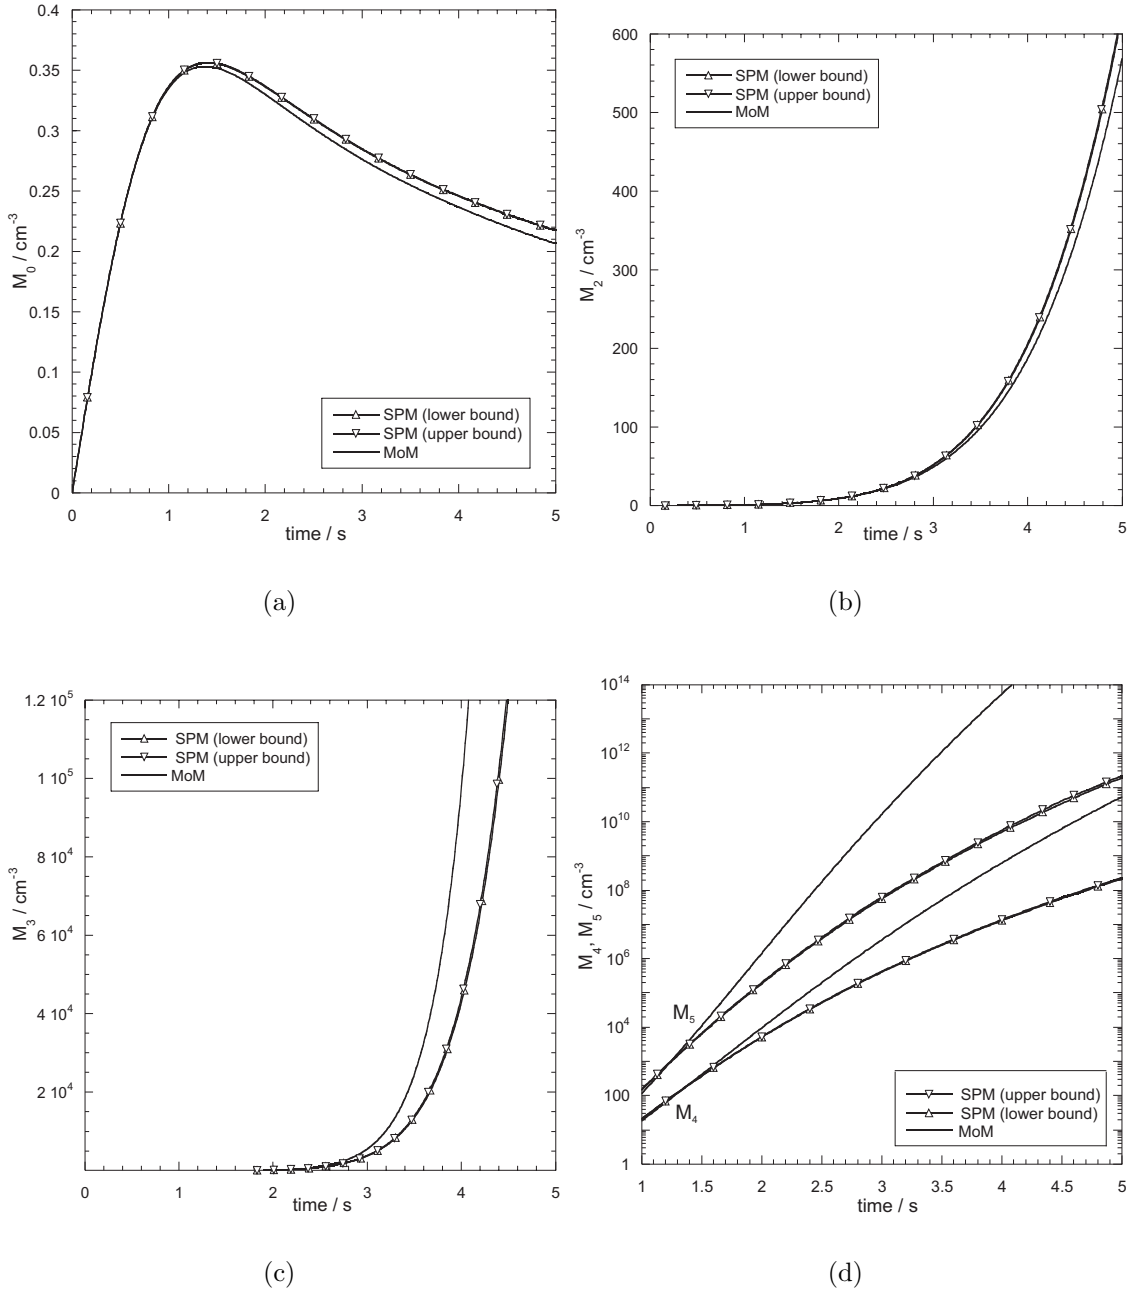 0.4
0.35
0.3
0.25
0.2
0.15
0.1
0.05
0
M0 / cm-3
0 1 2 3 4 5
time / s
SPM (lower bound)
SPM (upper bound)
MoM
(a)
600
500
400
300
200
100
0
M2 / cm-3
0 1 2 3 4 5
time / s
SPM (lower bound)
SPM (upper bound)
MoM
(b)
1.2 10^5
1 10^5
8 10^4
6 10^4
4 10^4
2 10^4
M3 / cm-3
0 1 2 3 4 5
time / s
SPM (lower bound)
SPM (upper bound)
MoM
(c)
10^14
10^12
10^10
10^8
10^6
10^4
100
1
M4, M5 / cm-3
M5
M4
1 1.5 2 2.5 3 3.5 4 4.5 5
time / s
SPM (upper bound)
SPM (lower bound)
MoM
(d)